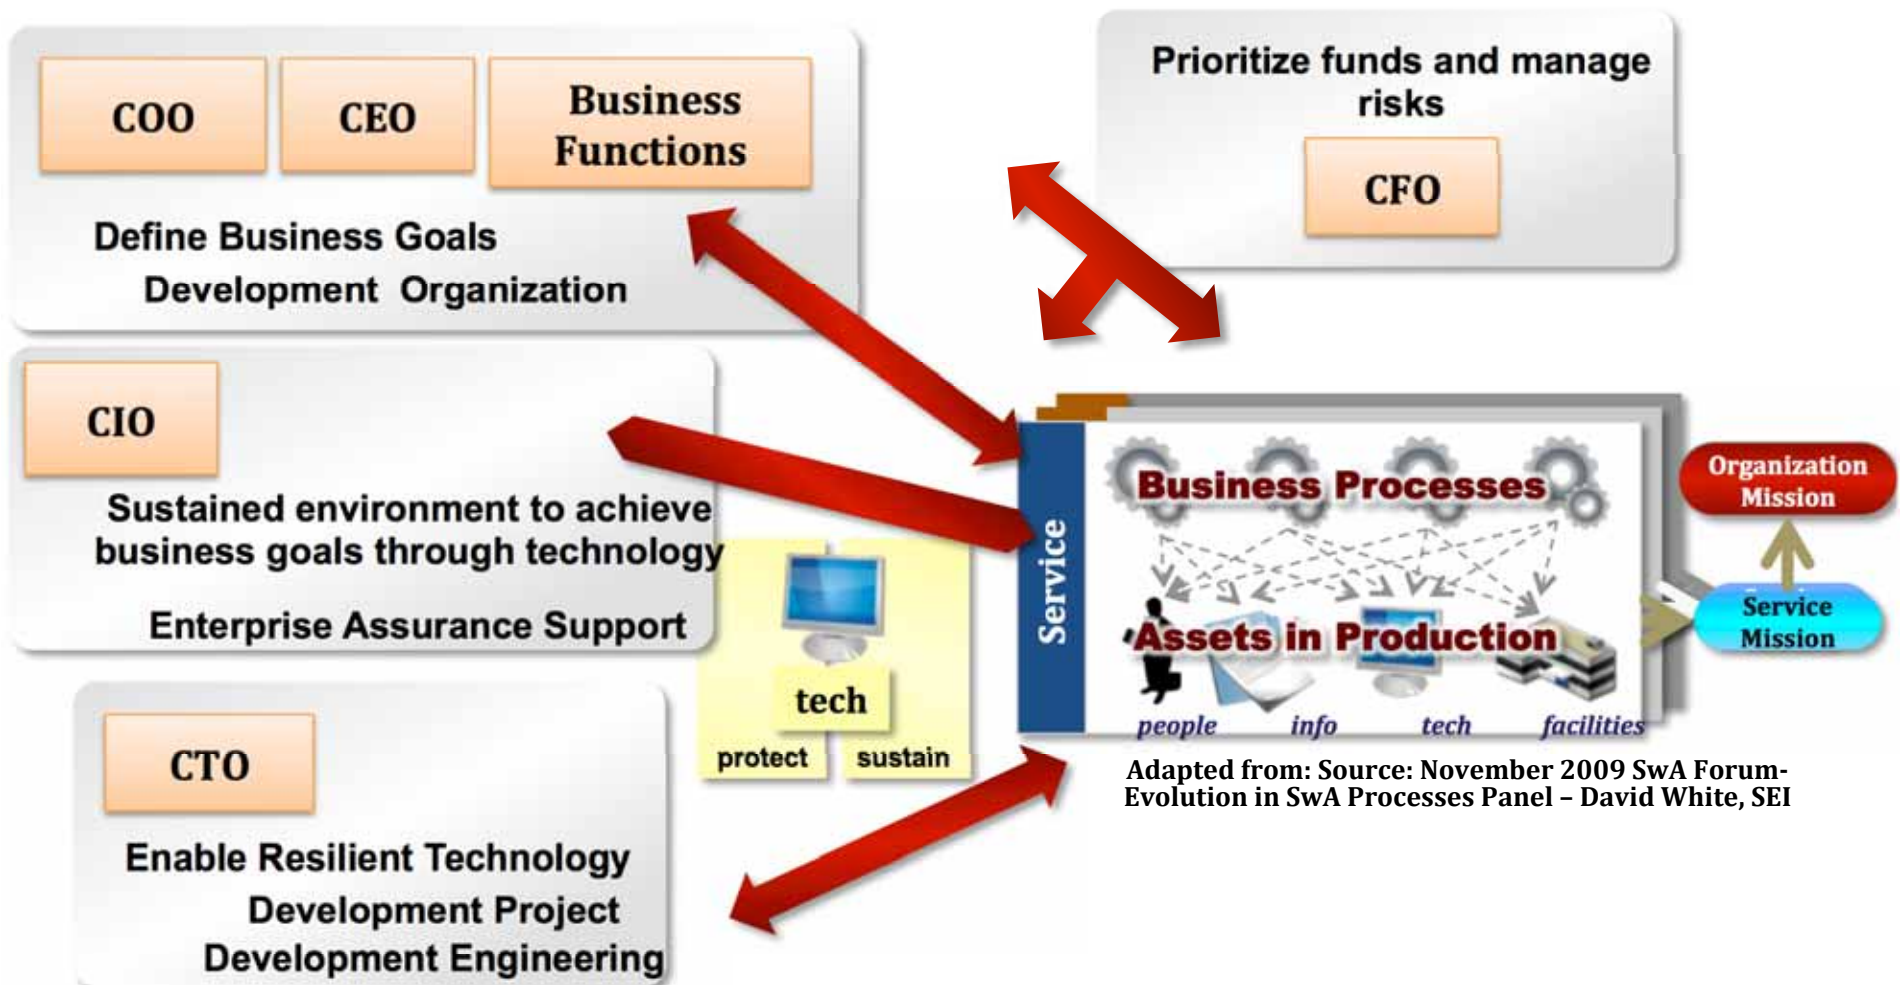 COO
CEO
Business
Functions
Define Business Goals
Development Organization
Prioritize funds and manage
risks
CFO
CIO
Sustained environment to achieve
business goals through technology
Enterprise Assurance Support
tech
protect
sustain
CTO
Enable Resilient Technology
Development Project
Development Engineering
Service
Business Processes
Assets in Production
people
info
tech
facilities
Organization
Mission
Service
Mission
Adapted from: Source: November 2009 SwA Forum-
Evolution in SwA Processes Panel – David White, SEI